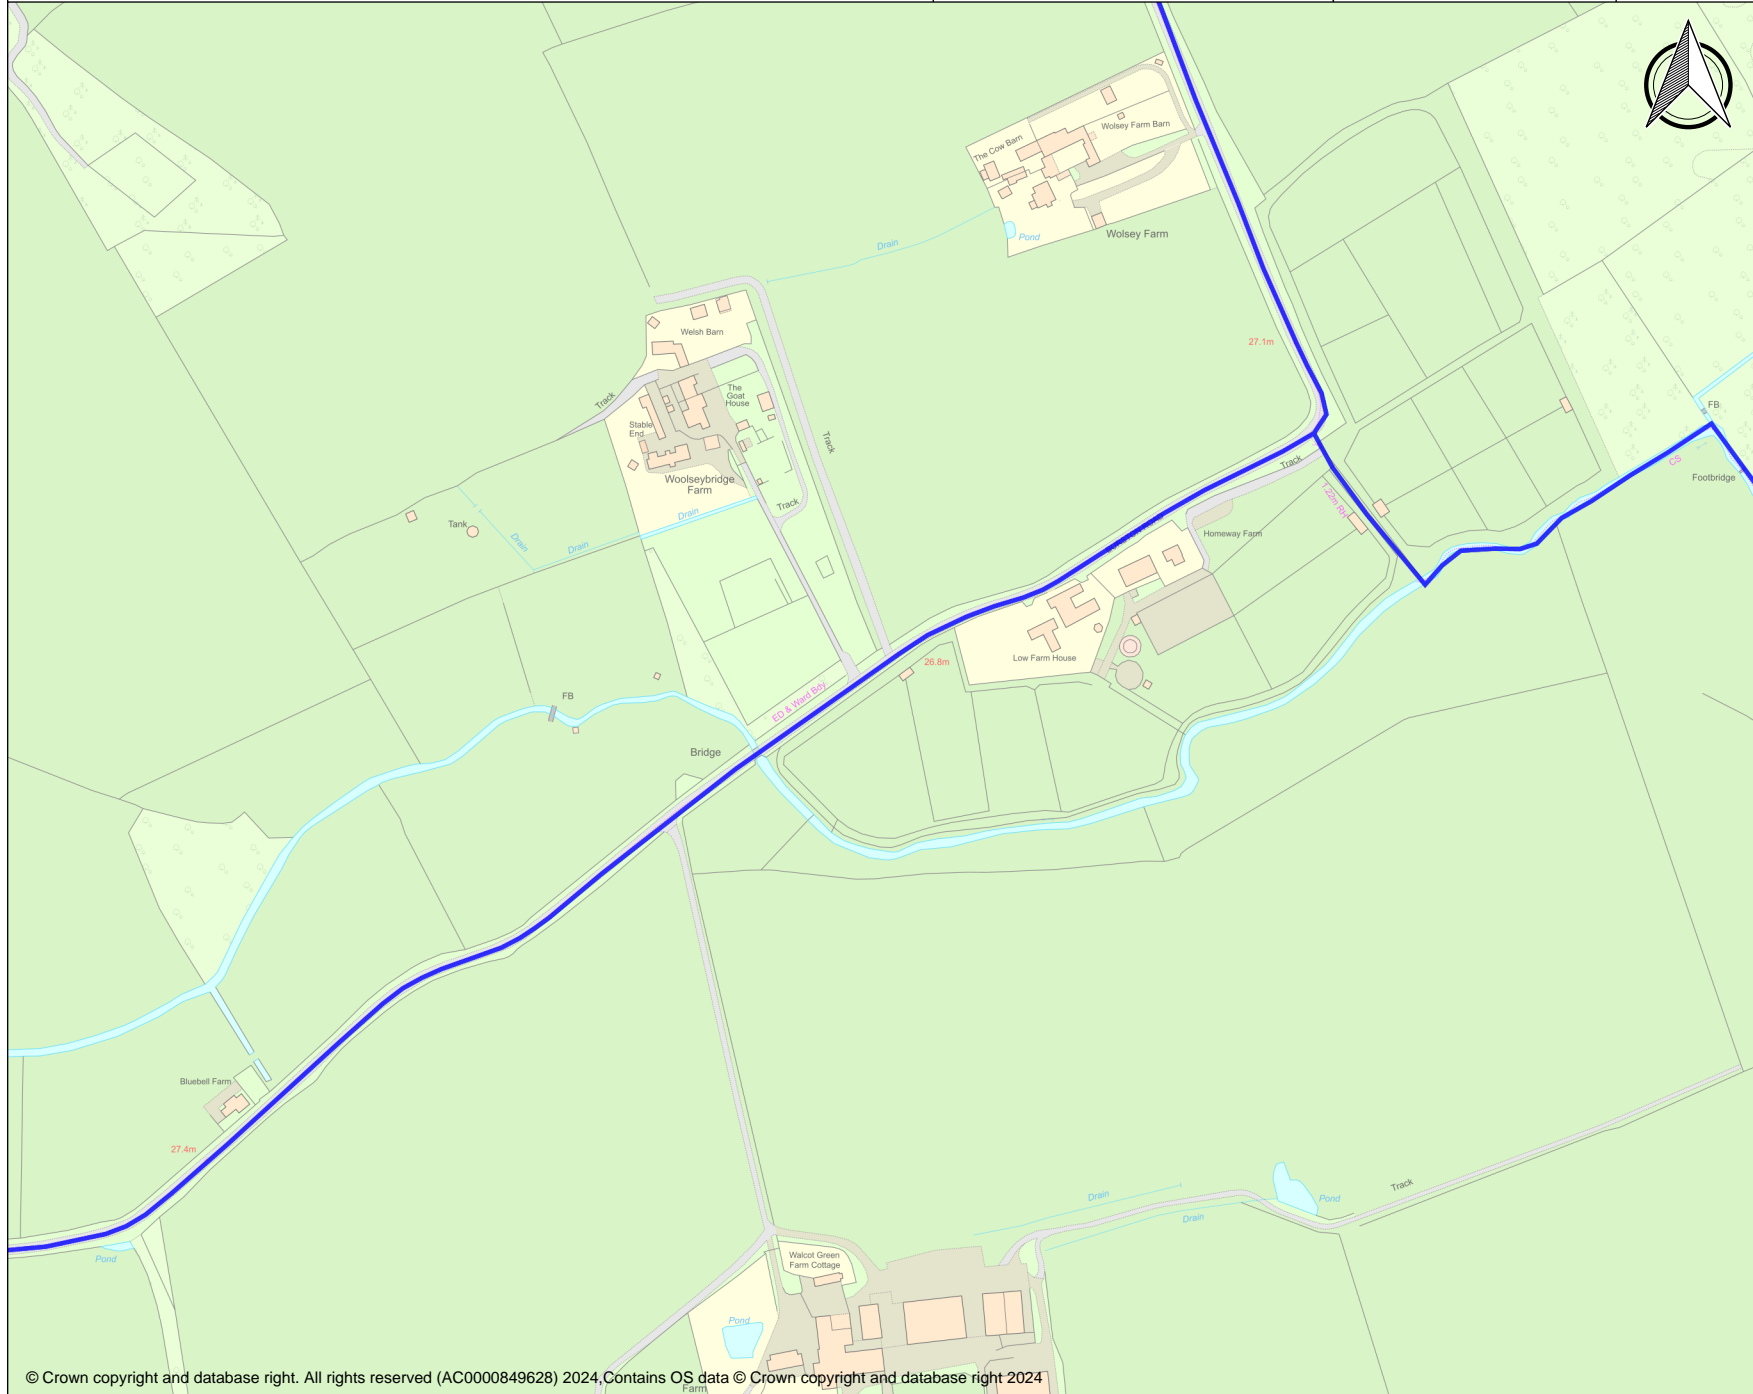 The Cow Barn
Wolsey Farm Barn
Wolsey Farm
Pond
Drain
27.1m
Welsh Barn
The
Goat
House
Track
Stable
End
Track
Woolseybridge
Farm
Track
Drain
Tank
Drain
Drain
FB
CS
Footbridge
Track
1.22m RH
Homeway Farm
Low Farm House
26.8m
ED & Ward Bdy
FB
Bridge
Bluebell Farm
27.4m
Pond
Drain
Drain
Pond
Track
Walcot Green
Farm Cottage
Pond
Farm
© Crown copyright and database right. All rights reserved (AC0000849628) 2024,Contains OS data © Crown copyright and database right 2024